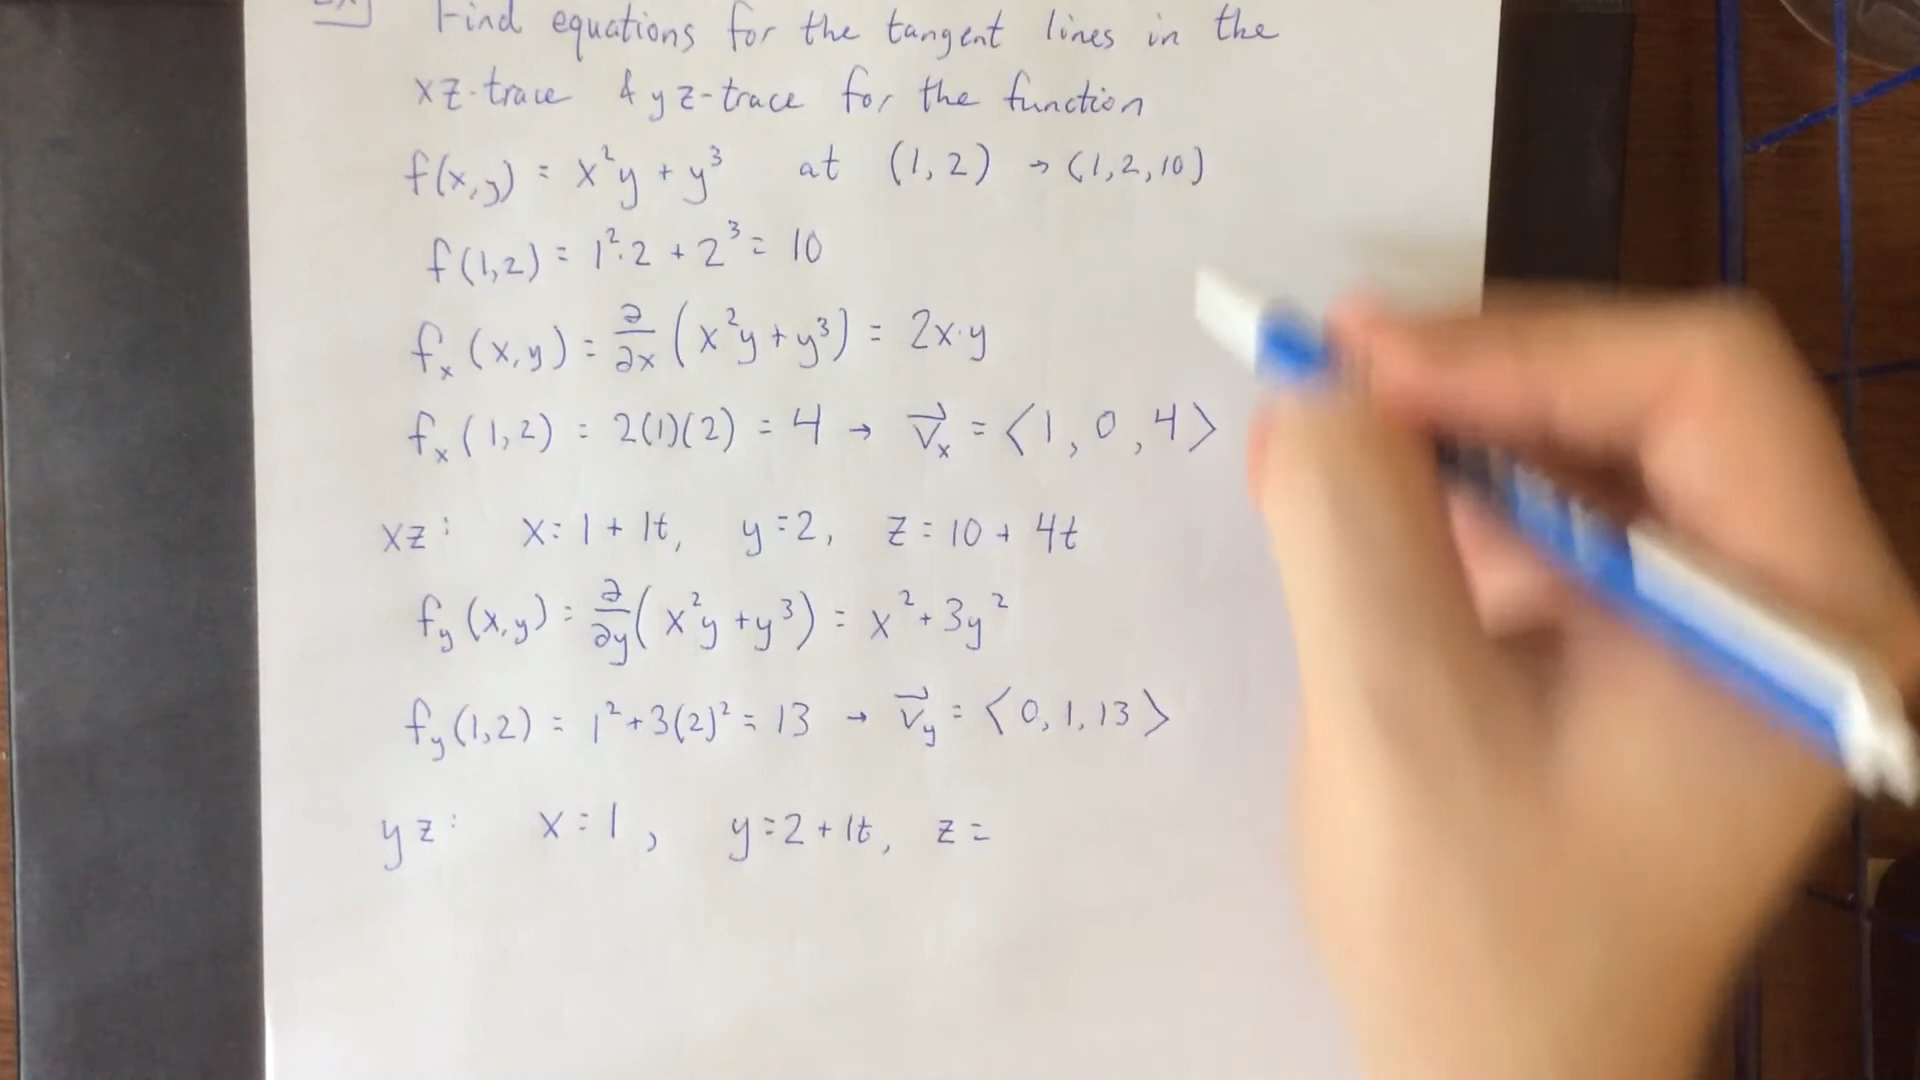 Find equations for the tangent lines in the
xz-trace & yz-trace for the function
f(x,y) = x²y + y³ at (1,2) → (1,2,10)
f(1,2) = 1²·2 + 2³ = 10
fₓ(x,y) = ∂/∂x (x²y + y³) = 2x·y
fₓ(1,2) = 2(1)(2) = 4 → v⃗ₓ = ⟨1, 0, 4⟩
xz: x = 1 + 1t, y = 2, z = 10 + 4t
f_y(x,y) = ∂/∂y (x²y + y³) = x² + 3y²
f_y(1,2) = 1² + 3(2)² = 13 → v⃗_y = ⟨0, 1, 13⟩
yz: x = 1, y = 2 + 1t, z =